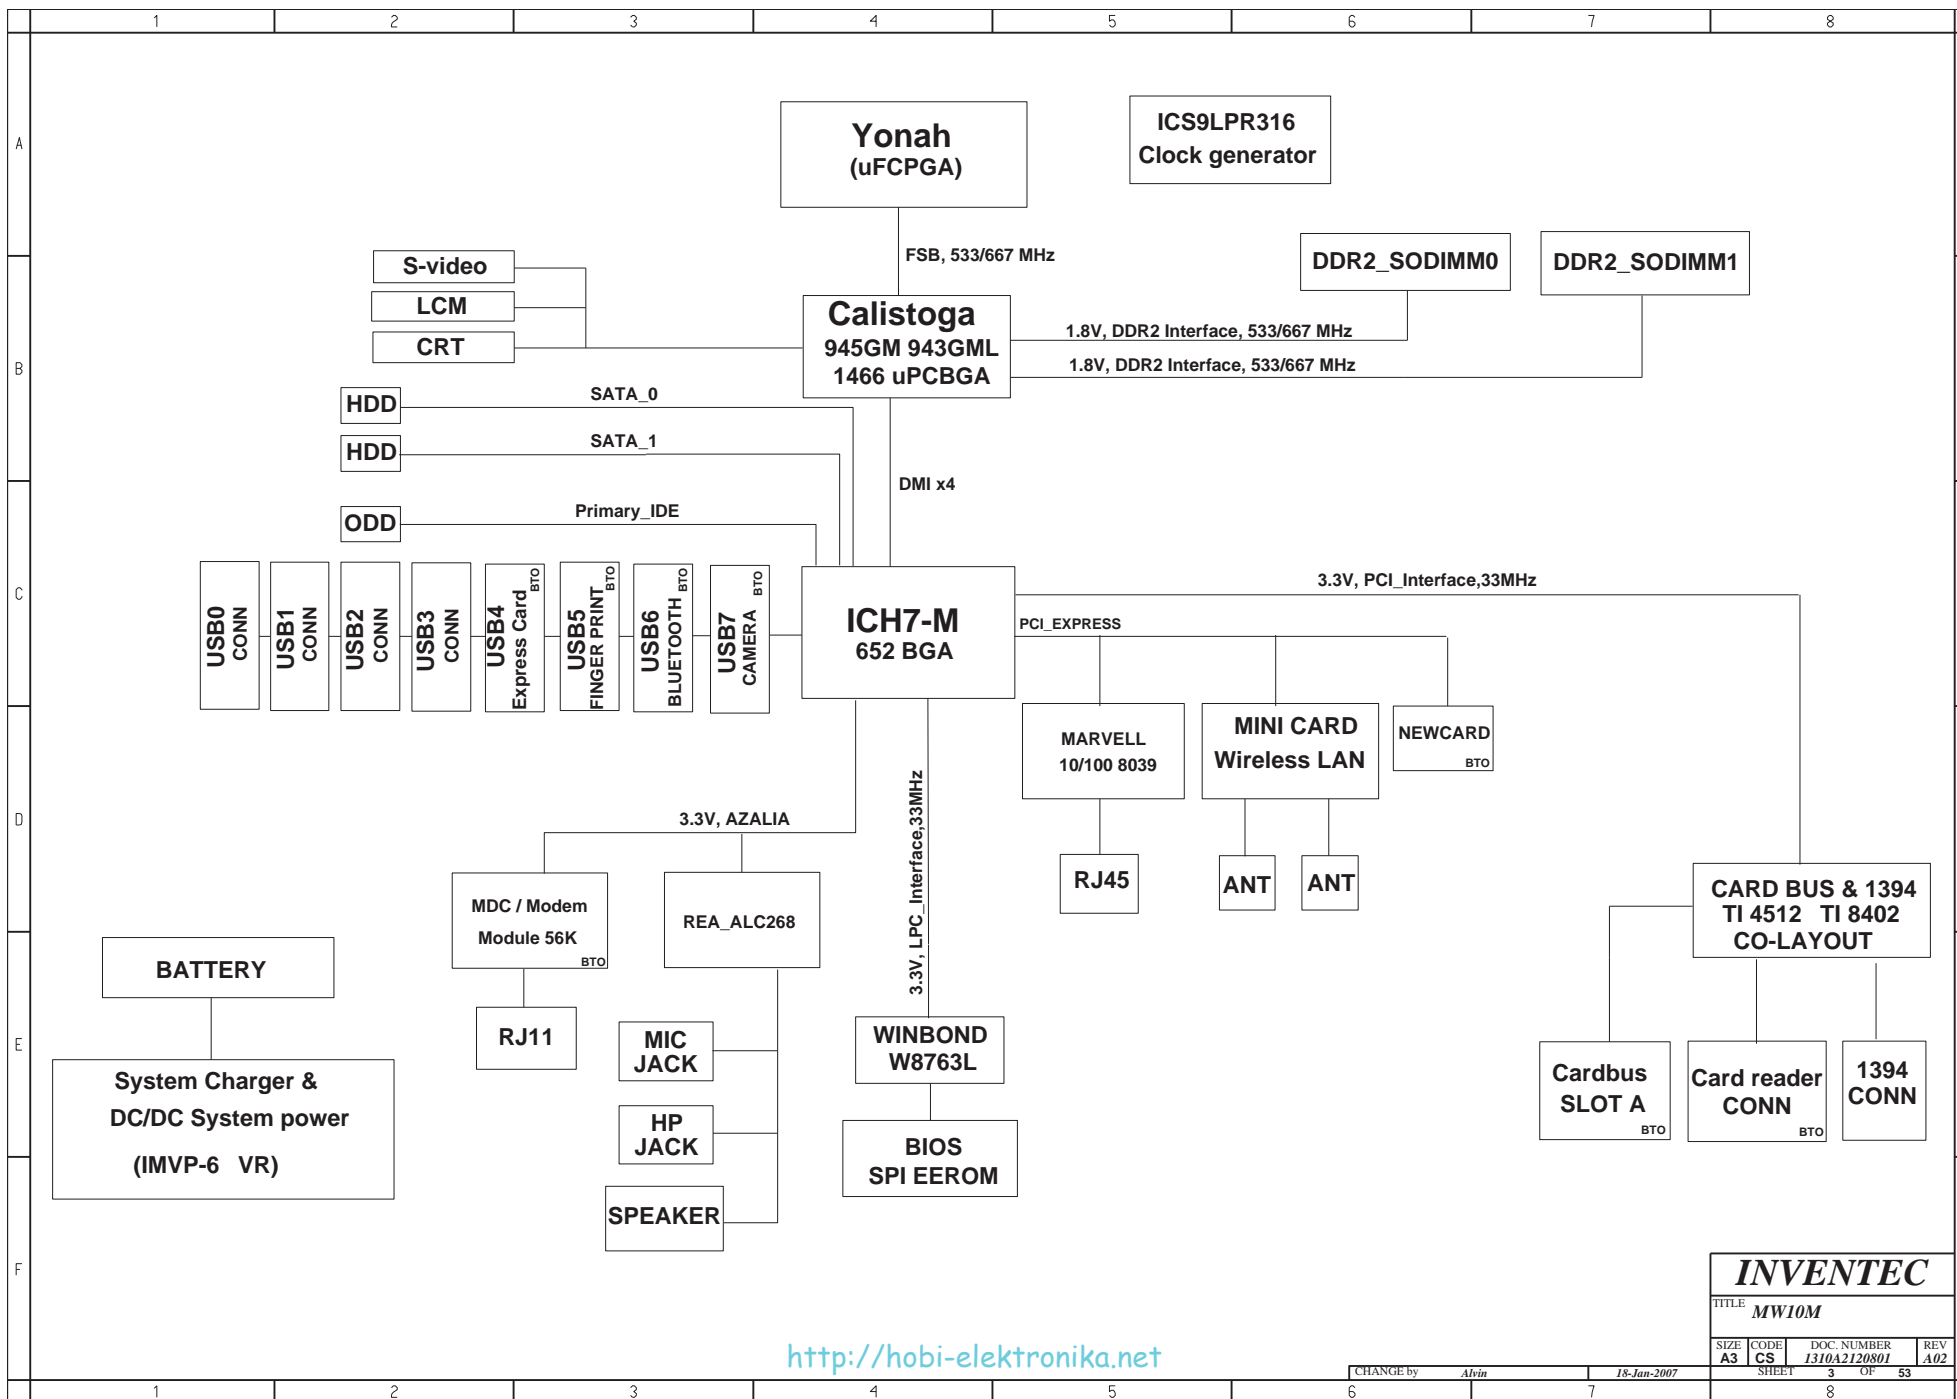 1 2 3 4 5 6 7 8
A
B
C
D
E
F
Yonah
(uFCPGA)
ICS9LPR316
Clock generator
FSB, 533/667 MHz
S-video
LCM
CRT
Calistoga
945GM 943GML
1466 uPCBGA
DDR2_SODIMM0
DDR2_SODIMM1
1.8V, DDR2 Interface, 533/667 MHz
1.8V, DDR2 Interface, 533/667 MHz
HDD
SATA_0
HDD
SATA_1
DMI x4
ODD
Primary_IDE
USB0
CONN
USB1
CONN
USB2
CONN
USB3
CONN
USB4
Express Card
BTO
USB5
FINGER PRINT
BTO
USB6
BLUETOOTH
BTO
USB7
CAMERA
BTO
ICH7-M
652 BGA
3.3V, PCI_Interface,33MHz
PCI_EXPRESS
MARVELL
10/100 8039
MINI CARD
Wireless LAN
NEWCARD
BTO
3.3V, AZALIA
3.3V, LPC_Interface,33MHz
RJ45
ANT
ANT
MDC / Modem
Module 56K
BTO
REA_ALC268
CARD BUS & 1394
TI 4512 TI 8402
CO-LAYOUT
BATTERY
System Charger &
DC/DC System power
(IMVP-6 VR)
RJ11
MIC
JACK
HP
JACK
SPEAKER
WINBOND
W8763L
BIOS
SPI EEROM
Cardbus
SLOT A
BTO
Card reader
CONN
BTO
1394
CONN
INVENTEC
TITLE MW10M
SIZE CODE DOC. NUMBER REV
A3 CS 1310A2120801 A02
CHANGE by Alvin 18-Jan-2007 SHEET 3 OF 53
http://hobi-elektronika.net
1 2 3 4 5 6 7 8